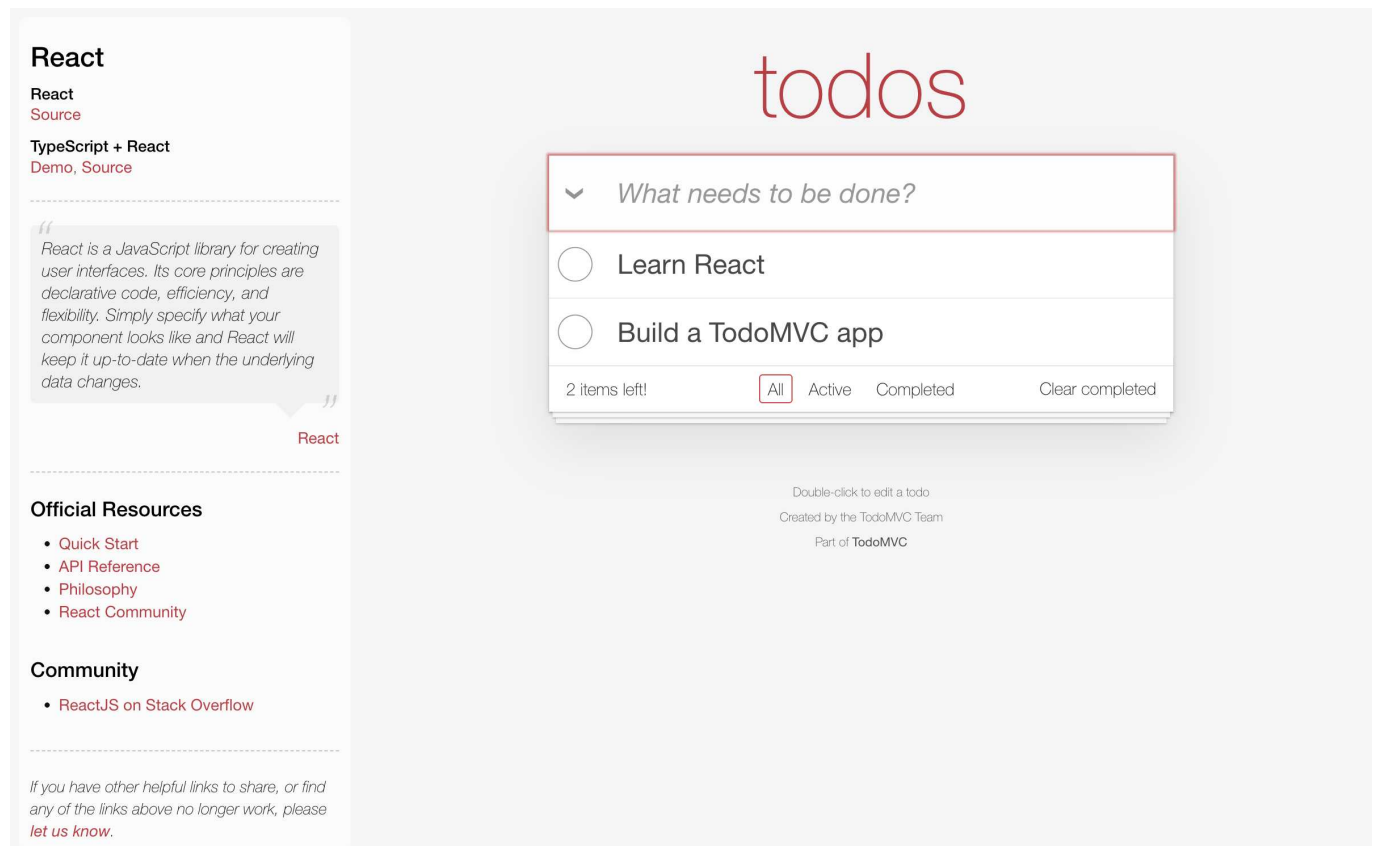 React
React
Source
TypeScript + React
Demo, Source
“
React is a JavaScript library for creating
user interfaces. Its core principles are
declarative code, efficiency, and
flexibility. Simply specify what your
component looks like and React will
keep it up-to-date when the underlying
data changes.
”
React
Official Resources
• Quick Start
• API Reference
• Philosophy
• React Community
Community
• ReactJS on Stack Overflow
If you have other helpful links to share, or find
any of the links above no longer work, please
let us know.
todos
What needs to be done?
Learn React
Build a TodoMVC app
2 items left! All Active Completed Clear completed
Double-click to edit a todo
Created by the TodoMVC Team
Part of TodoMVC